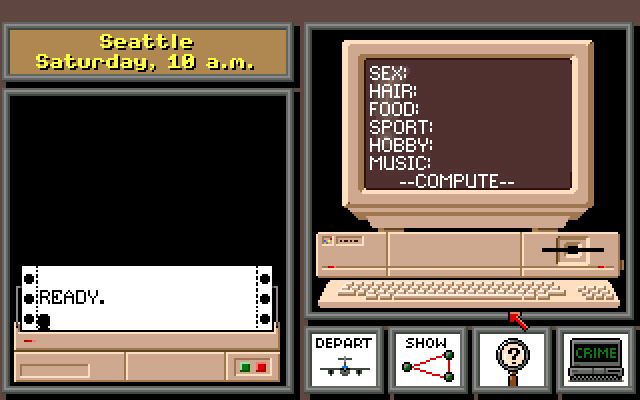 Seattle
Saturday, 10 a.m.
READY.
SEX:
HAIR:
FOOD:
SPORT:
HOBBY:
MUSIC:
--COMPUTE--
DEPART
SHOW
?
CRIME